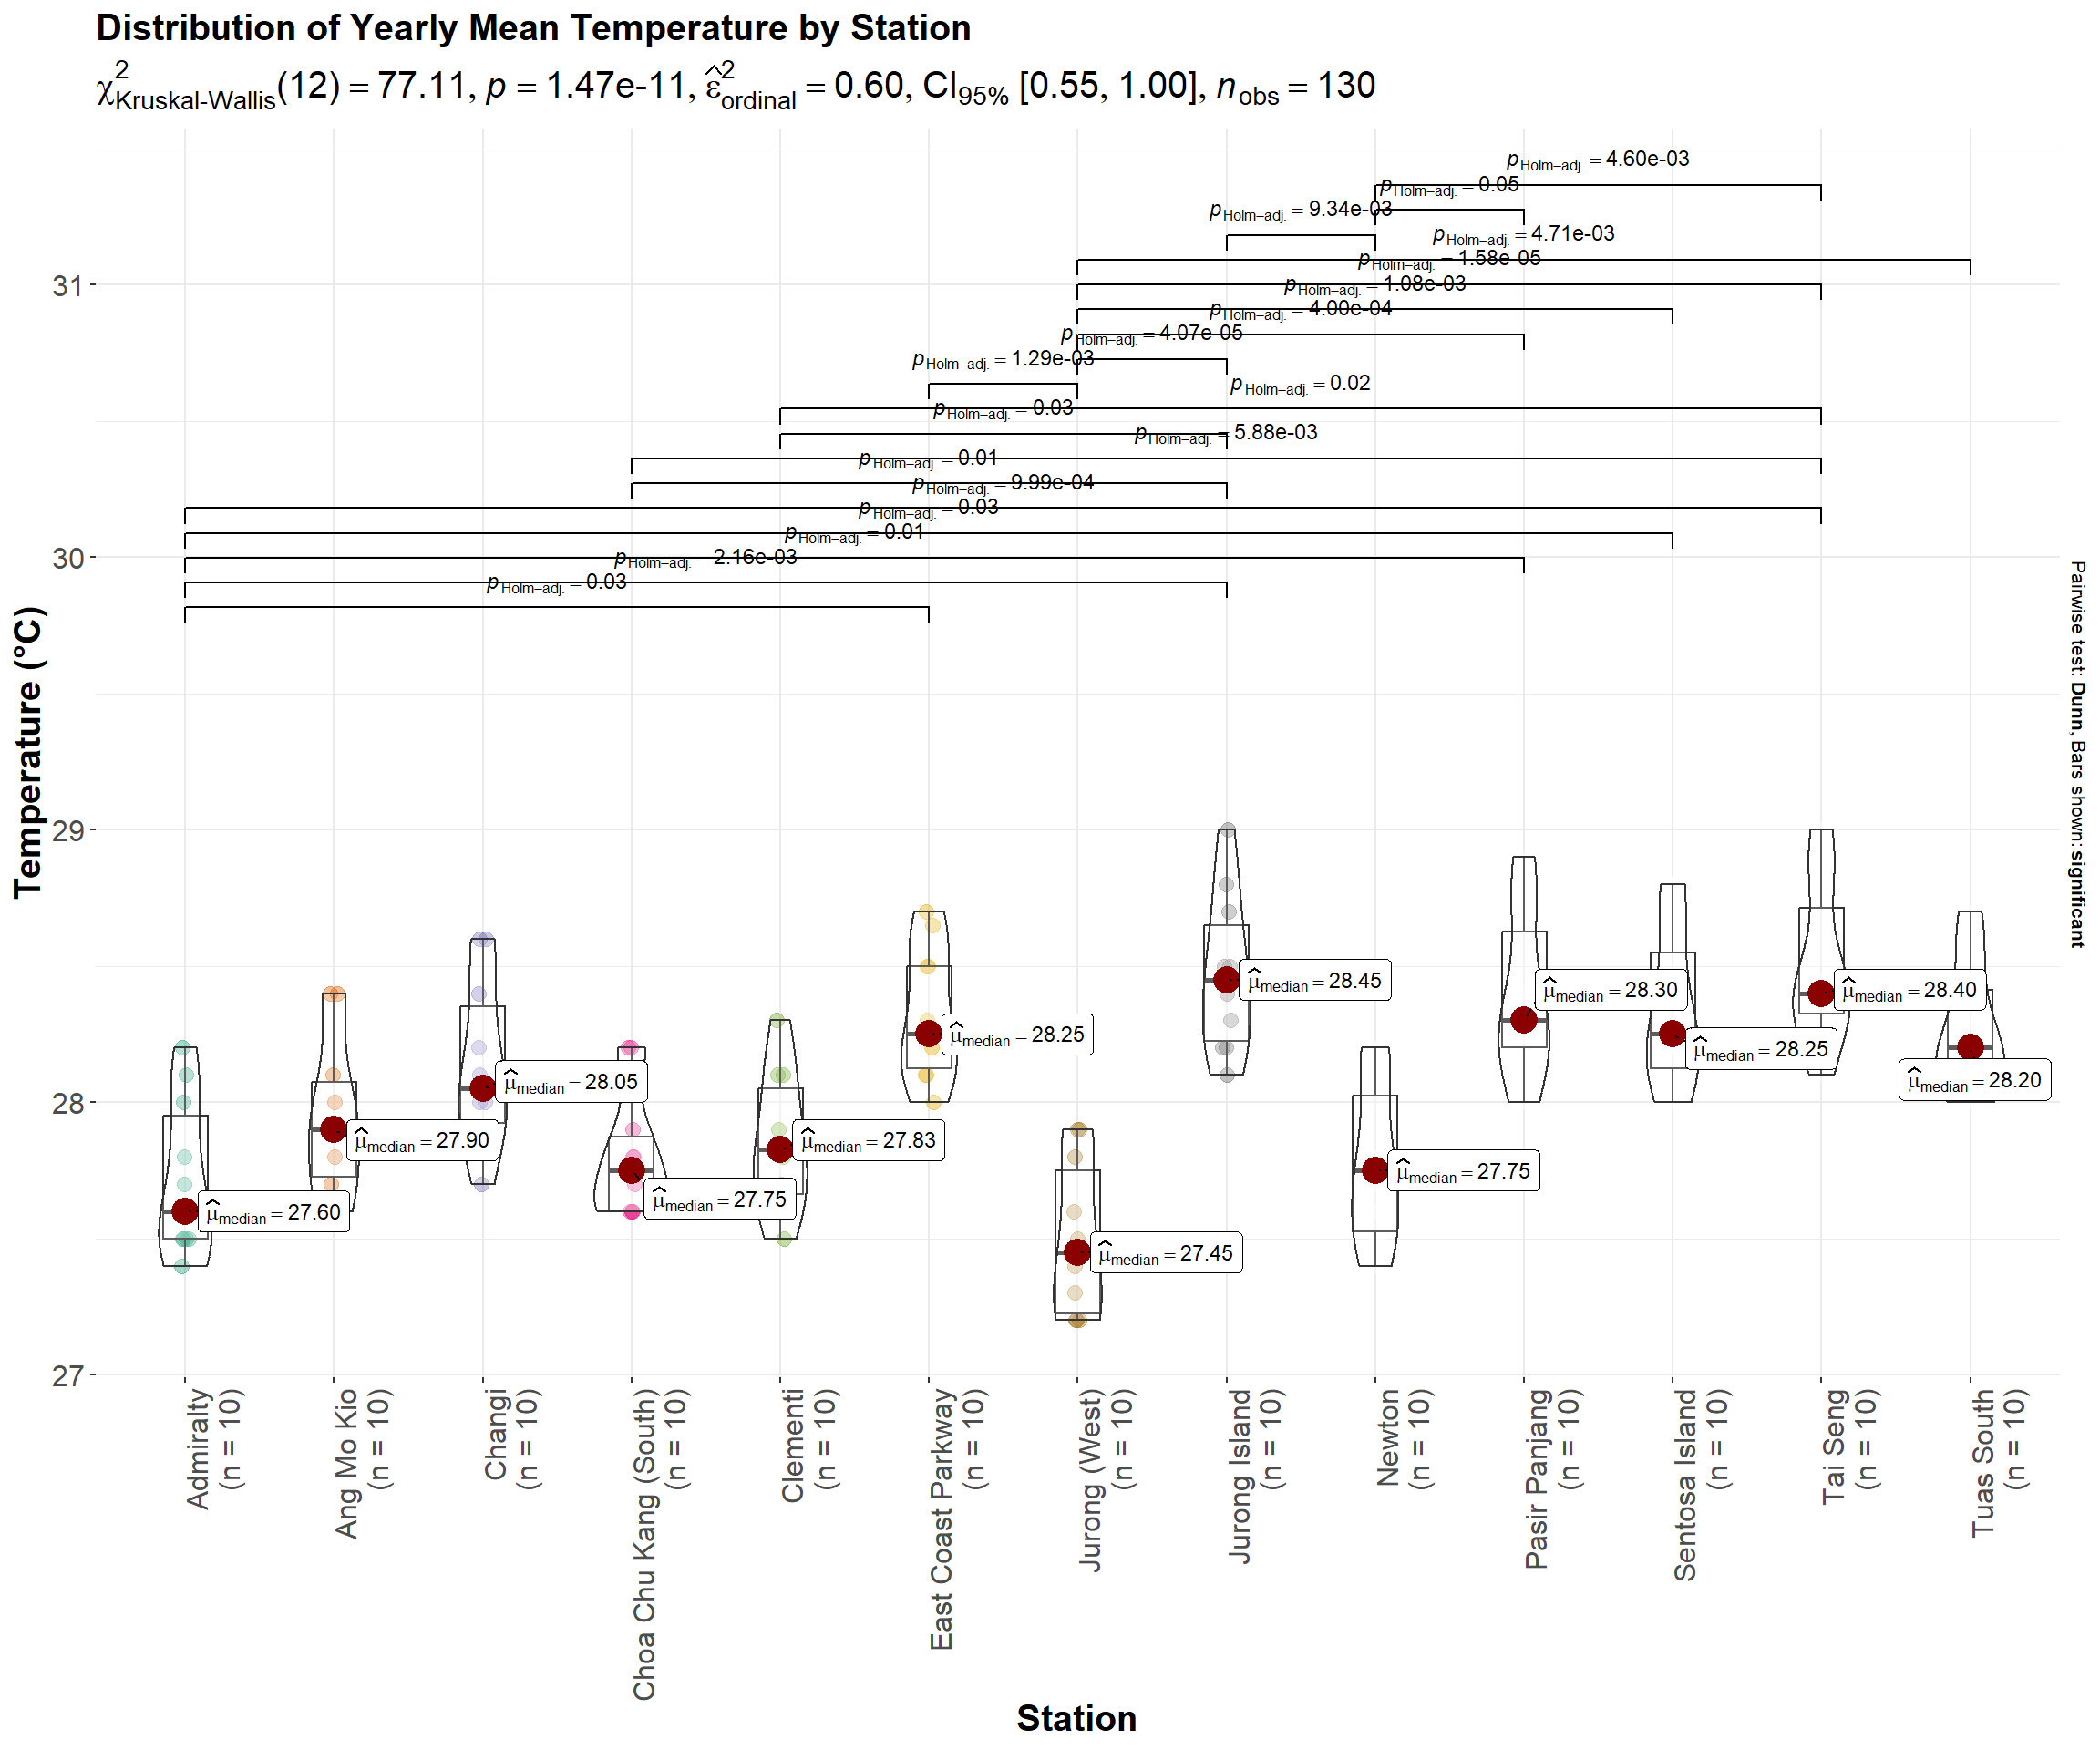 Distribution of Yearly Mean Temperature by Station
χ²Kruskal-Wallis(12) = 77.11, p = 1.47e-11, ε̂²ordinal = 0.60, CI95% [0.55, 1.00], nobs = 130
pHolm–adj. = 4.60e-03
pHolm–adj. = 0.05
pHolm–adj. = 9.34e-03
pHolm–adj. = 4.71e-03
pHolm–adj. = 1.58e-05
pHolm–adj. = 1.08e-03
pHolm–adj. = 4.00e-04
pHolm–adj. = 4.07e-05
pHolm–adj. = 1.29e-03
pHolm–adj. = 0.02
pHolm–adj. = 0.03
pHolm–adj. = 5.88e-03
pHolm–adj. = 0.01
pHolm–adj. = 9.99e-04
pHolm–adj. = 0.03
pHolm–adj. = 0.01
pHolm–adj. = 2.16e-03
pHolm–adj. = 0.03
31
30
29
28
27
Temperature (°C)
μ̂median = 27.60
μ̂median = 27.90
μ̂median = 28.05
μ̂median = 27.75
μ̂median = 27.83
μ̂median = 28.25
μ̂median = 27.45
μ̂median = 28.45
μ̂median = 27.75
μ̂median = 28.30
μ̂median = 28.25
μ̂median = 28.40
μ̂median = 28.20
Pairwise test: Dunn, Bars shown: significant
Admiralty
(n = 10)
Ang Mo Kio
(n = 10)
Changi
(n = 10)
Choa Chu Kang (South)
(n = 10)
Clementi
(n = 10)
East Coast Parkway
(n = 10)
Jurong (West)
(n = 10)
Jurong Island
(n = 10)
Newton
(n = 10)
Pasir Panjang
(n = 10)
Sentosa Island
(n = 10)
Tai Seng
(n = 10)
Tuas South
(n = 10)
Station